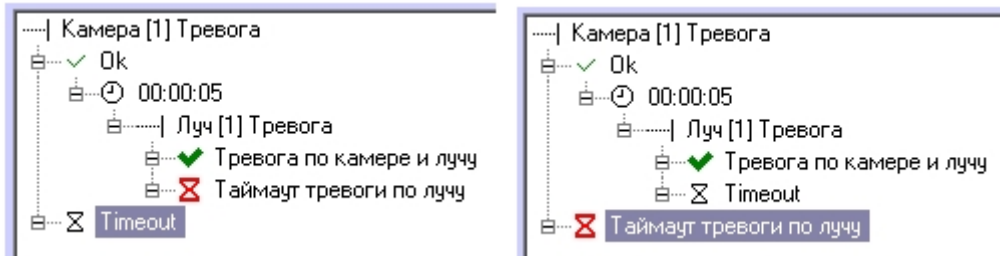 Камера [1] Тревога
Ok
00:00:05
Луч [1] Тревога
Тревога по камере и лучу
Таймаут тревоги по лучу
Timeout
Камера [1] Тревога
Ok
00:00:05
Луч [1] Тревога
Тревога по камере и лучу
Timeout
Таймаут тревоги по лучу